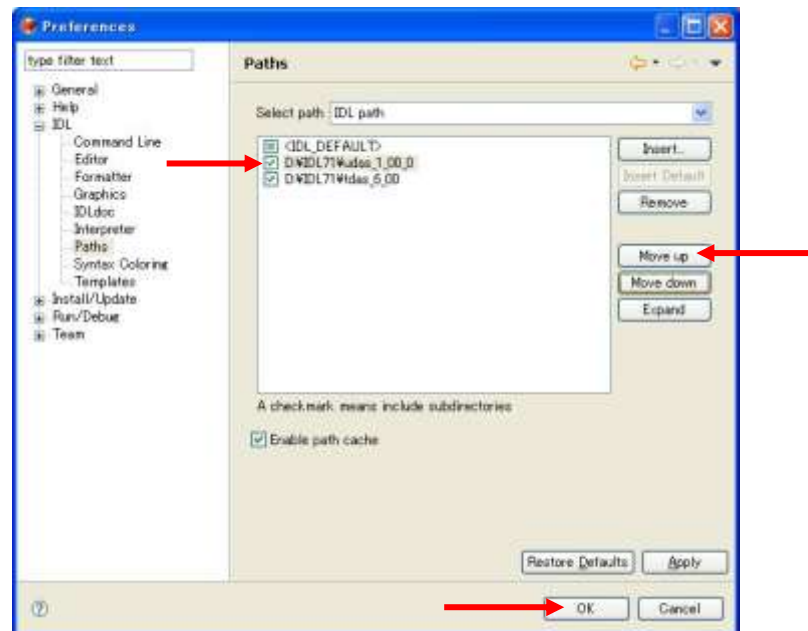 Preferences
type filter text
Paths
General
Help
IDL
Command Line
Editor
Formatter
Graphics
IDLdoc
Interpreter
Paths
Syntax Coloring
Templates
Install/Update
Run/Debug
Team
Select path IDL path
<IDL_DEFAULT>
D:¥IDL71¥udas_1_00_0
D:¥IDL71¥tdas_5_00
Insert...
Insert Default
Remove
Move up
Move down
Expand
A checkmark means include subdirectories
Enable path cache
Restore Defaults
Apply
OK
Cancel